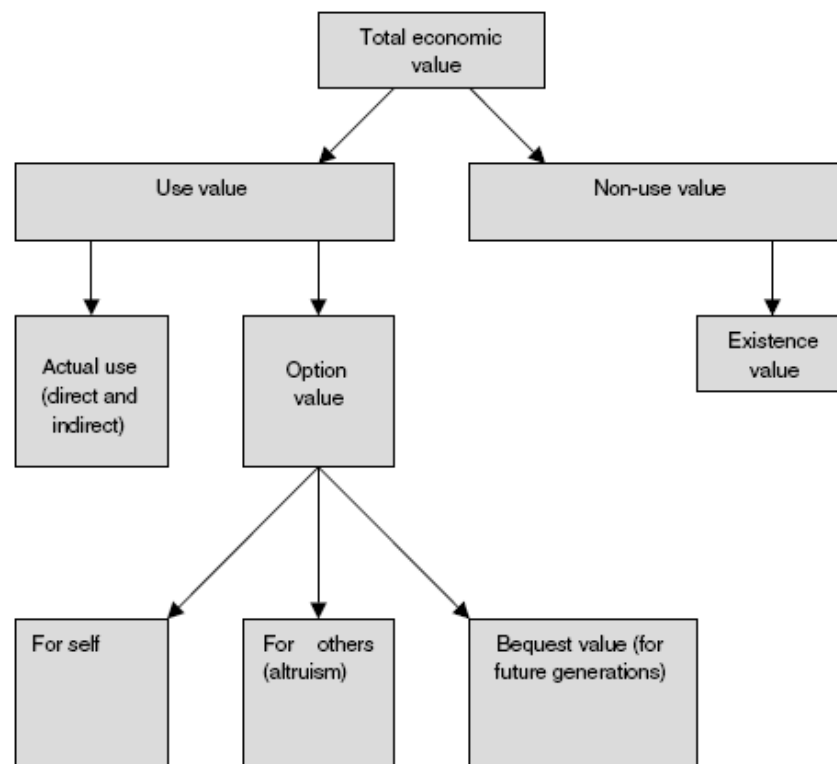 Total economic
value
Use value
Non-use value
Actual use
(direct and
indirect)
Option
value
Existence
value
For self
For others
(altruism)
Bequest value (for
future generations)